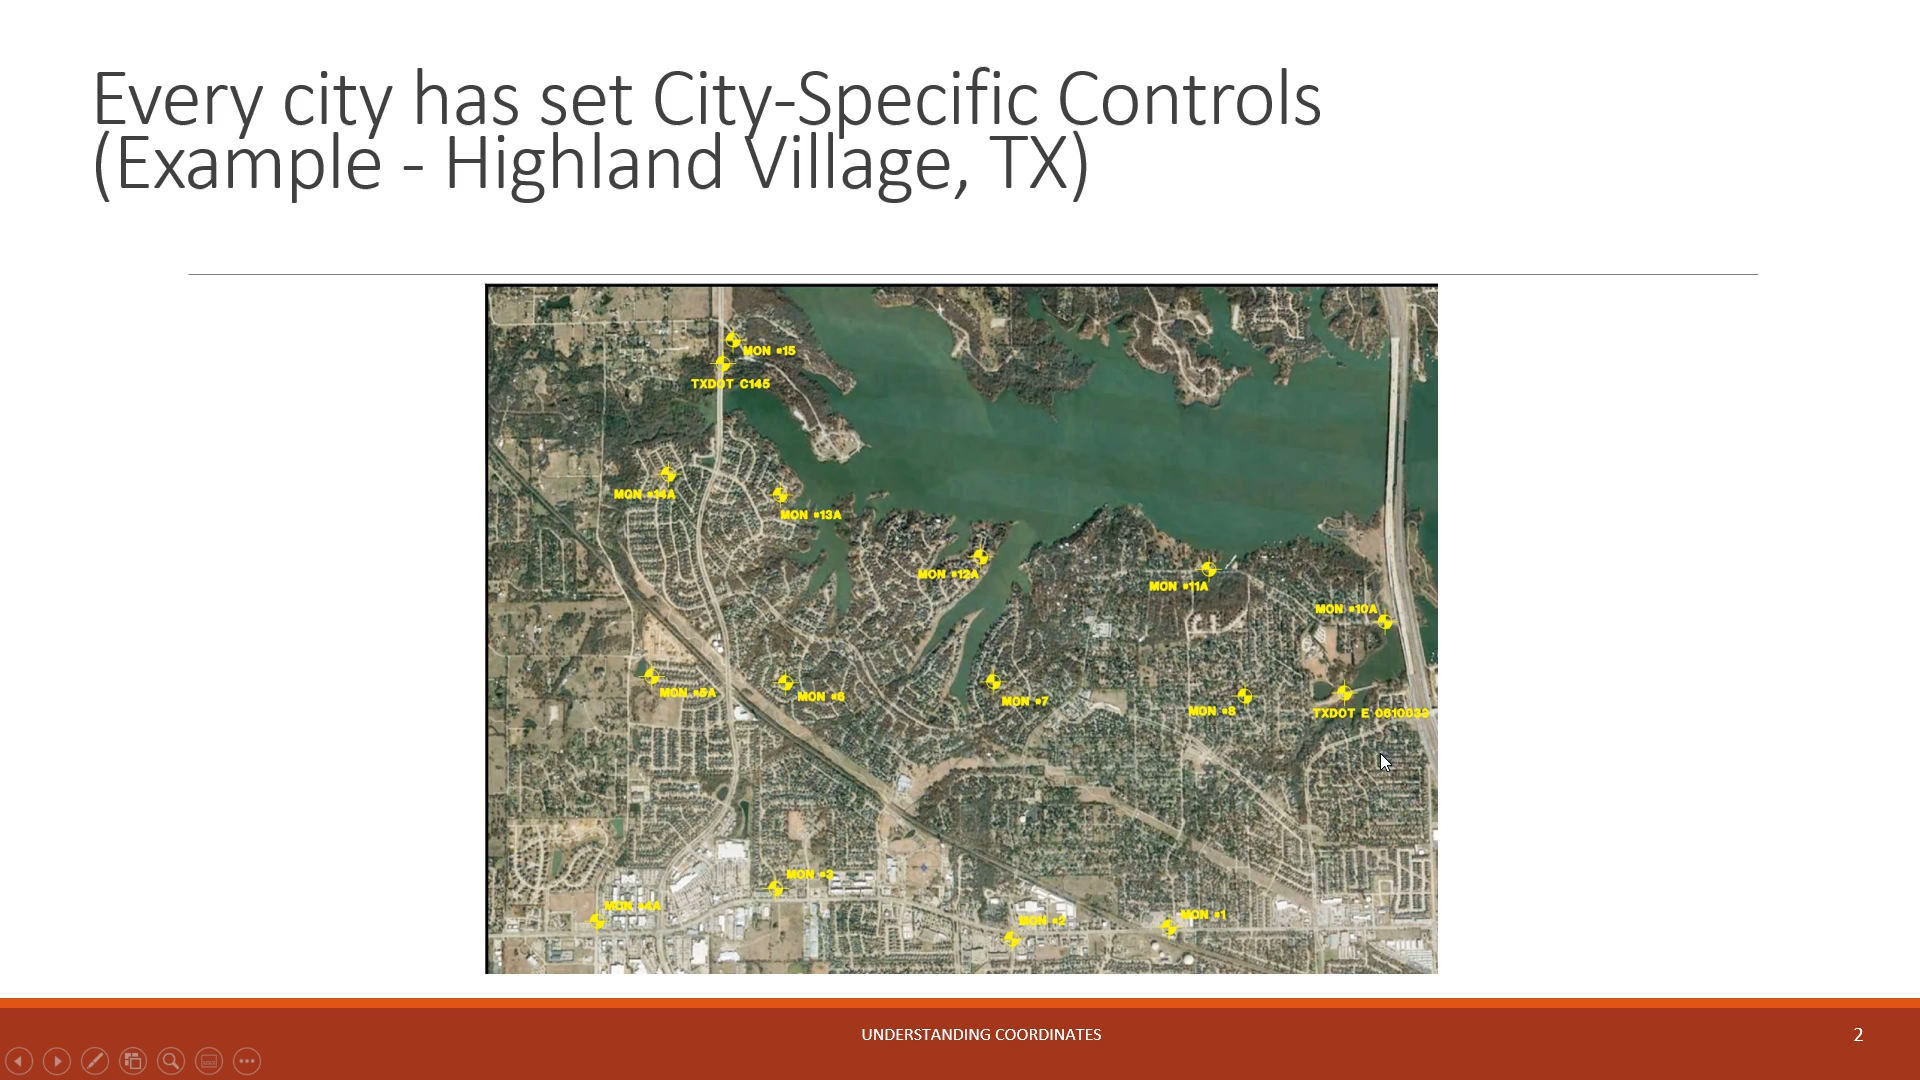 Every city has set City-Specific Controls
(Example - Highland Village, TX)
MON #15
TXDOT C145
MON #14A
MON #13A
MON #12A
MON #11A
MON #10A
MON #5A
MON #6
MON #7
MON #8
TXDOT E 0610033
MON #3
MON #4A
MON #2
MON #1
UNDERSTANDING COORDINATES
2